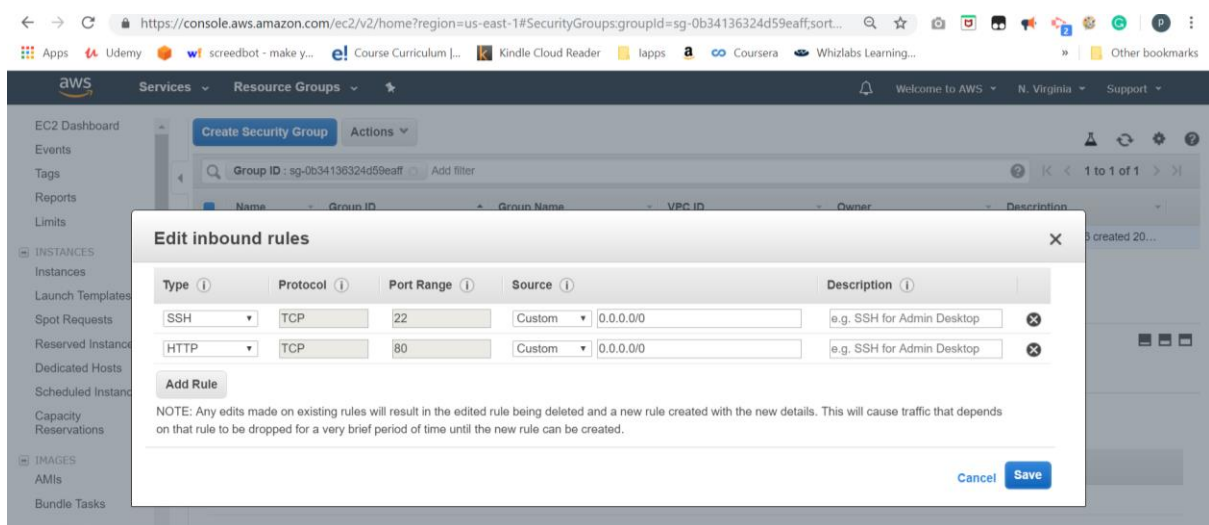 https://console.aws.amazon.com/ec2/v2/home?region=us-east-1#SecurityGroups:groupId=sg-0b34136324d59eaff;sort...
2
P
Apps Udemy wf screedbot - make y... e! Course Curriculum |... Kindle Cloud Reader lapps a CO Coursera Whizlabs Learning... » Other bookmarks
aws Services Resource Groups Welcome to AWS N. Virginia Support
EC2 Dashboard
Events
Tags
Reports
Limits
INSTANCES
Instances
Launch Templates
Spot Requests
Reserved Instance
Dedicated Hosts
Scheduled Instanc
Capacity
Reservations
IMAGES
AMIs
Bundle Tasks
Create Security Group Actions
Group ID : sg-0b34136324d59eaff Add filter 1 to 1 of 1
Name Group ID Group Name VPC ID Owner Description
created 20...
Edit inbound rules
Type Protocol Port Range Source Description
SSH TCP 22 Custom 0.0.0.0/0 e.g. SSH for Admin Desktop
HTTP TCP 80 Custom 0.0.0.0/0 e.g. SSH for Admin Desktop
Add Rule
NOTE: Any edits made on existing rules will result in the edited rule being deleted and a new rule created with the new details. This will cause traffic that depends
on that rule to be dropped for a very brief period of time until the new rule can be created.
Cancel Save